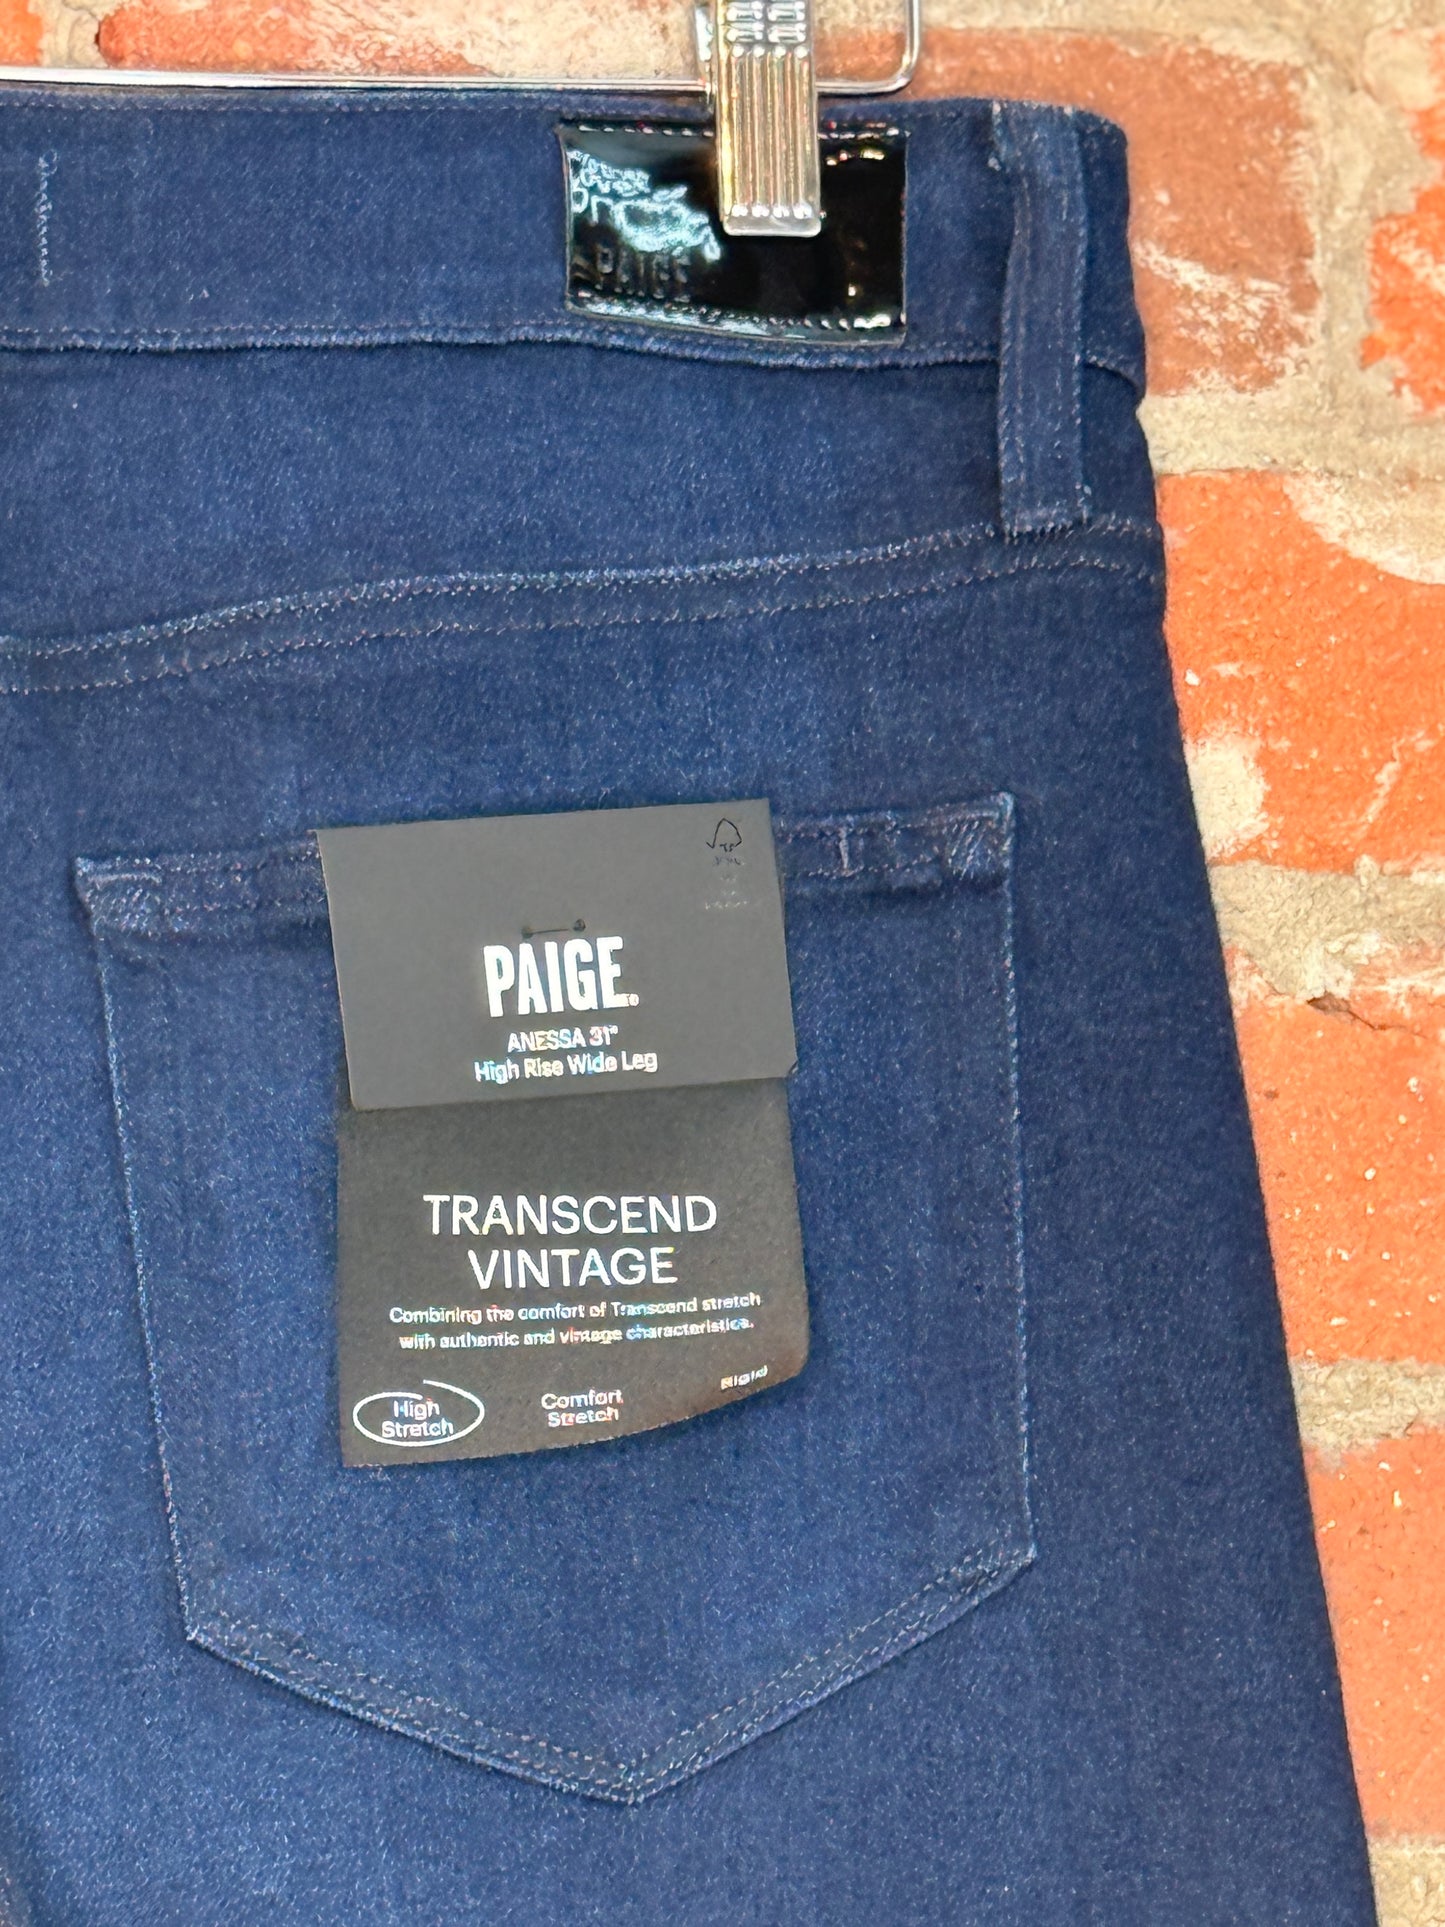 PAIGE
PAIGE
ANESSA 31"
High Rise Wide Leg
TRANSCEND
VINTAGE
Combining the comfort of Transcend stretch
with authentic and vintage characteristics.
High
Stretch
Comfort
Stretch
Rigid